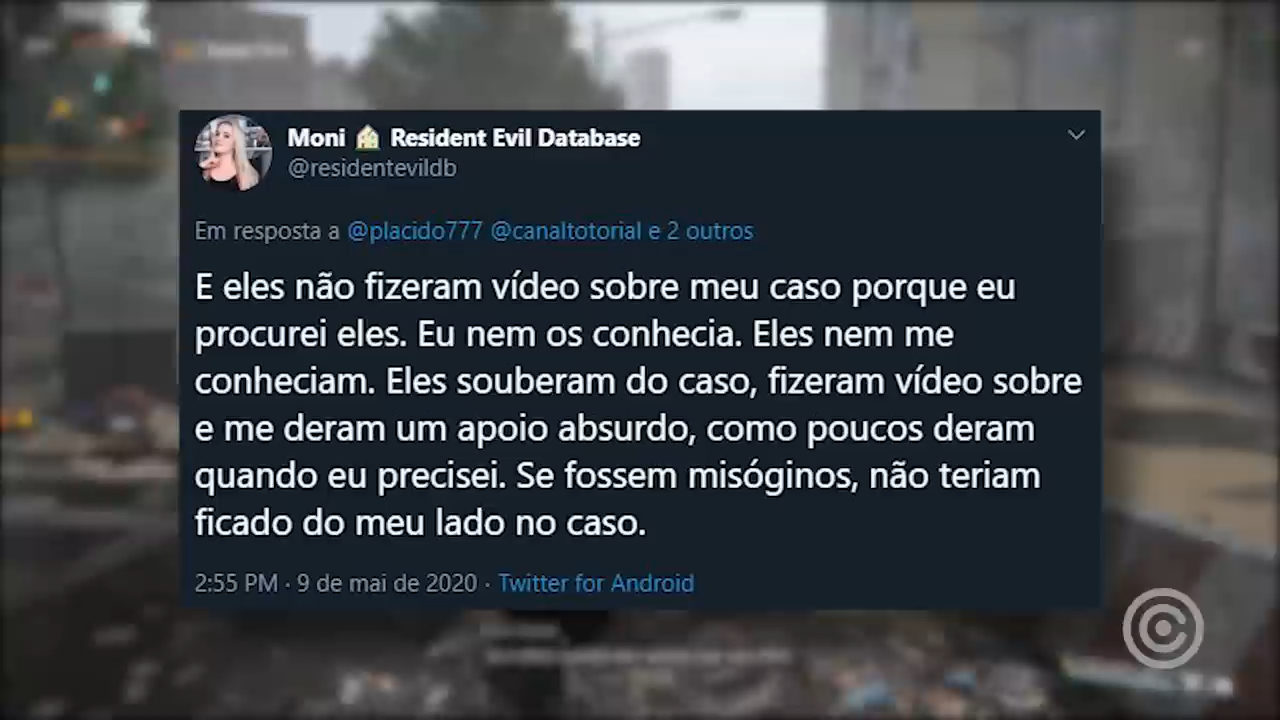 Moni 🏠 Resident Evil Database
@residentevildb
Em resposta a @placido777 @canaltotorial e 2 outros
E eles não fizeram vídeo sobre meu caso porque eu
procurei eles. Eu nem os conhecia. Eles nem me
conheciam. Eles souberam do caso, fizeram vídeo sobre
e me deram um apoio absurdo, como poucos deram
quando eu precisei. Se fossem misóginos, não teriam
ficado do meu lado no caso.
2:55 PM · 9 de mai de 2020 · Twitter for Android